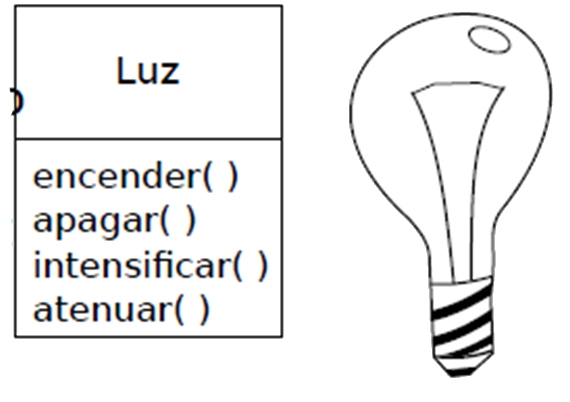 Luz
encender( )
apagar( )
intensificar( )
atenuar( )